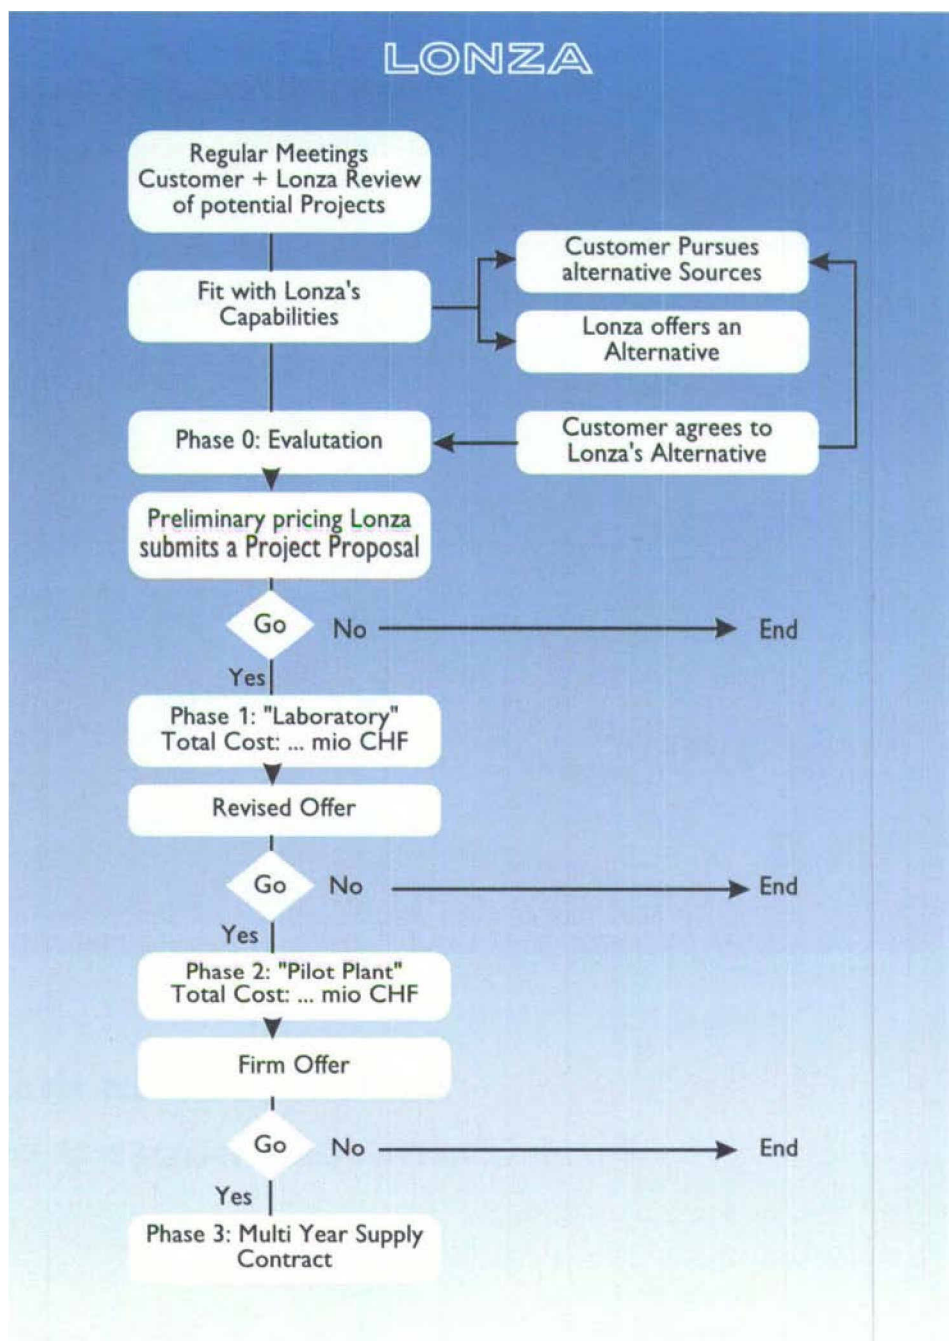 LONZA
Regular Meetings
Customer + Lonza Review
of potential Projects
Customer Pursues
alternative Sources
Fit with Lonza's
Capabilities
Lonza offers an
Alternative
Phase 0: Evalutation
Customer agrees to
Lonza's Alternative
Preliminary pricing Lonza
submits a Project Proposal
Go
No
End
Yes
Phase 1: "Laboratory"
Total Cost: ... mio CHF
Revised Offer
Go
No
End
Yes
Phase 2: "Pilot Plant"
Total Cost: ... mio CHF
Firm Offer
Go
No
End
Yes
Phase 3: Multi Year Supply
Contract